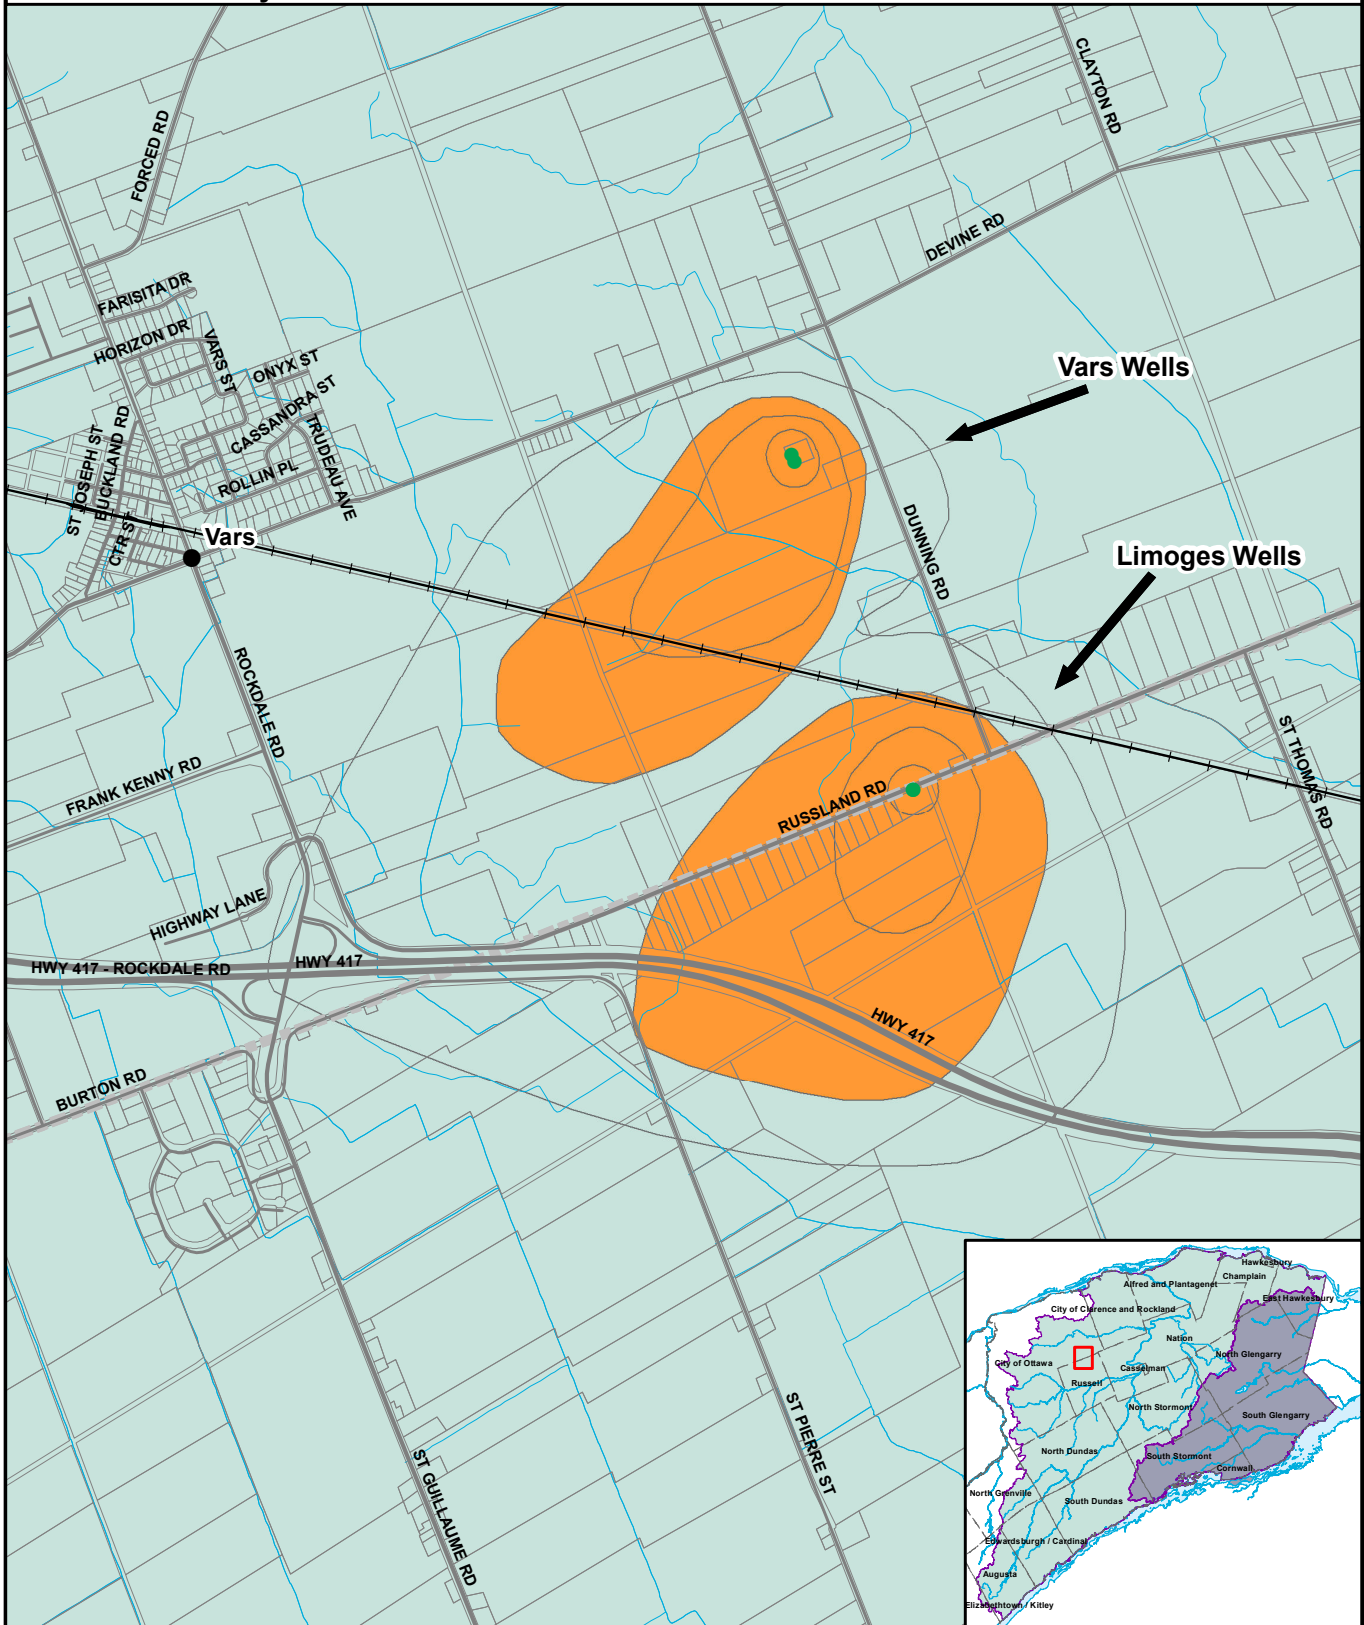 CLAYTON RD
FORCED RD
DEVINE RD
FARISITA DR
HORIZON DR
VARS ST
ONYX ST
CASSANDRA ST
TRUDEAU AVE
ROLLIN PL
ST JOSEPH ST
BUCKLAND RD
CTR ST
Vars
Vars Wells
DUNNING RD
Limoges Wells
ROCKDALE RD
FRANK KENNY RD
ST THOMAS RD
RUSSLAND RD
HIGHWAY LANE
HWY 417 - ROCKDALE RD
HWY 417
HWY 417
BURTON RD
ST PIERRE ST
ST GUILLAUME RD
Hawkesbury
Champlain
Alfred and Plantagenet
East Hawkesbury
City of Clarence and Rockland
Nation
North Glengarry
City of Ottawa
Casselman
Russell
North Stormont
South Glengarry
North Dundas
South Stormont
Cornwall
North Grenville
South Dundas
Edwardsburgh / Cardinal
Augusta
Elizabethtown / Kitley